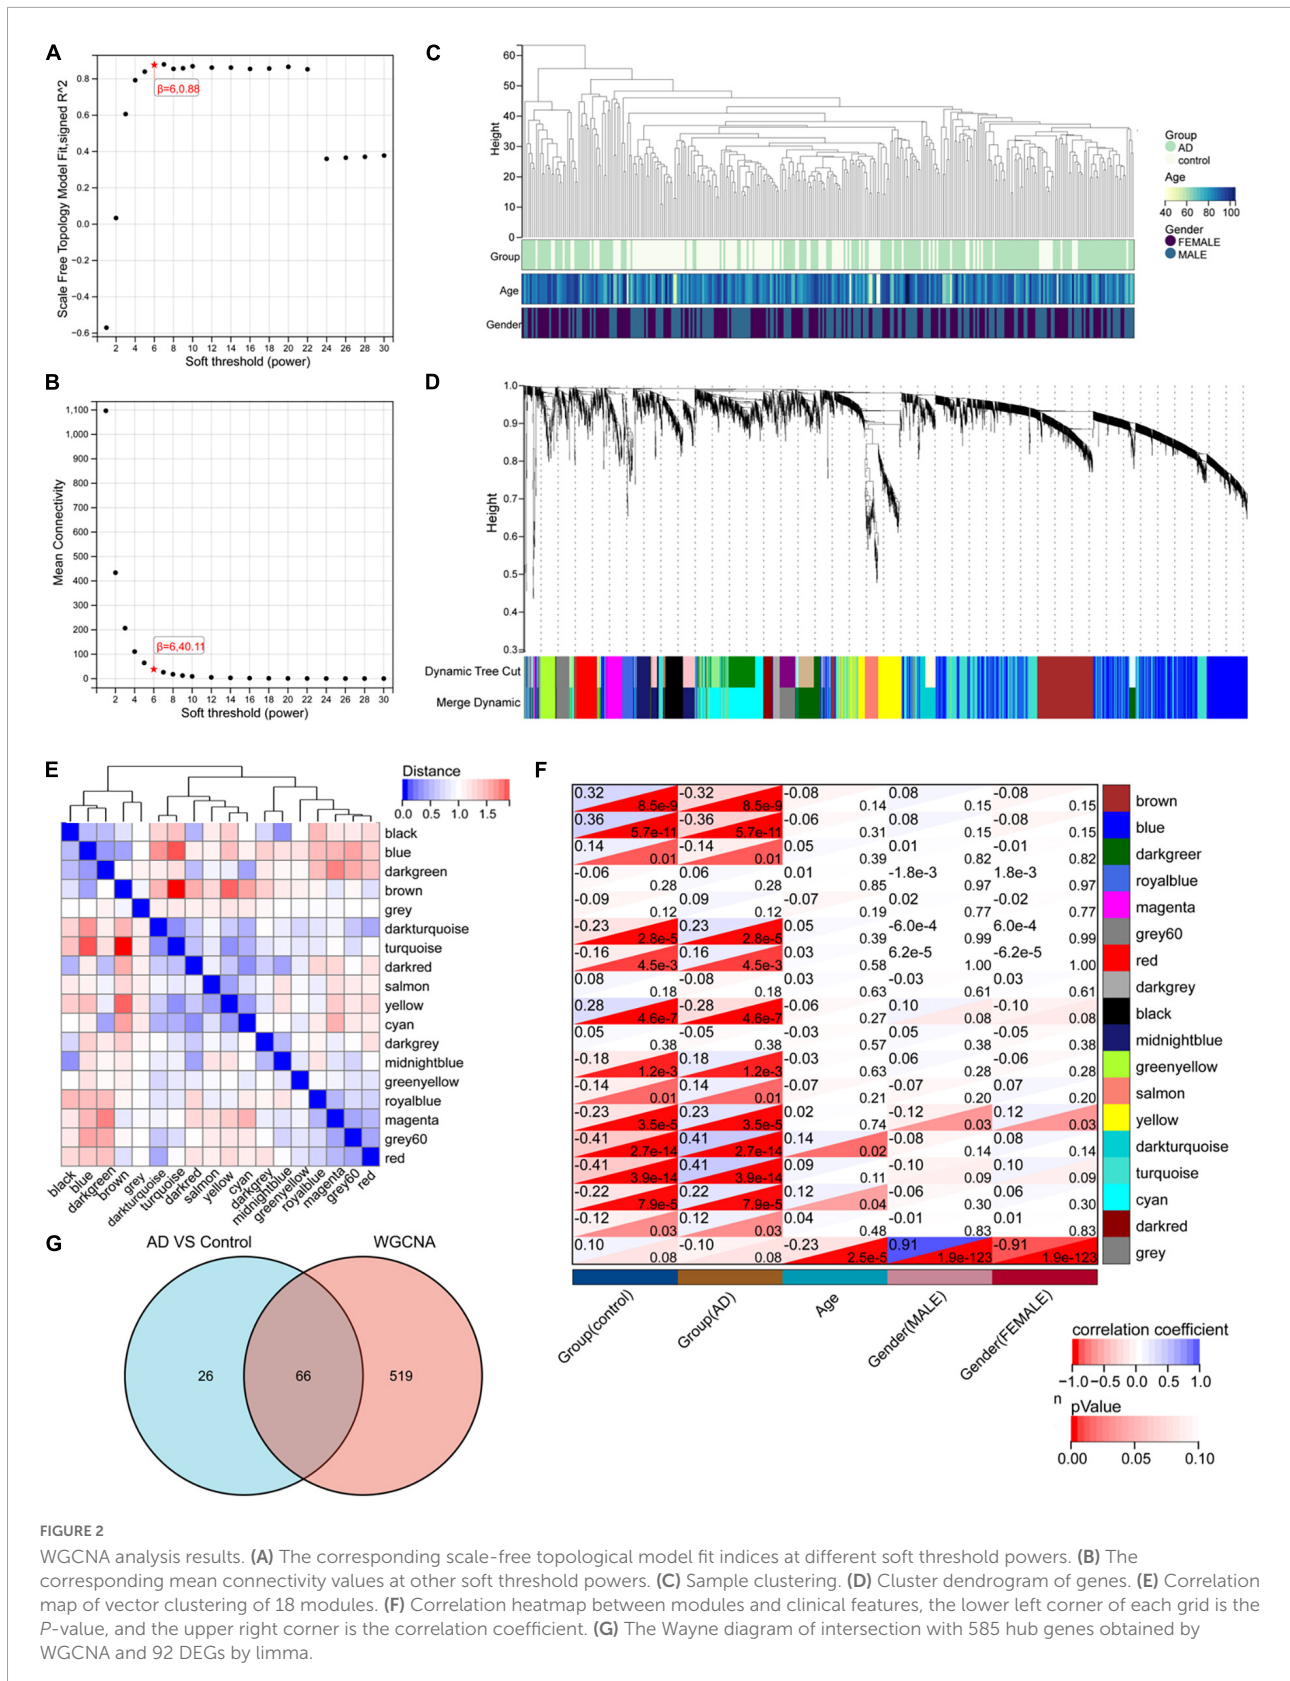 A
Scale Free Topology Model Fit,signed R^2
0.8
0.6
0.4
0.2
0.0
−0.2
−0.4
−0.6
β=6,0.88
2 4 6 8 10 12 14 16 18 20 22 24 26 28 30
Soft threshold (power)
B
Mean Connectivity
1,100
1,000
900
800
700
600
500
400
300
200
100
0
β=6,40.11
2 4 6 8 10 12 14 16 18 20 22 24 26 28 30
Soft threshold (power)
C
Height
60
50
40
30
20
10
0
Group
Age
Gender
Group
AD
control
Age
40 60 80 100
Gender
FEMALE
MALE
D
Height
1.0
0.9
0.8
0.7
0.6
0.5
0.4
0.3
Dynamic Tree Cut
Merge Dynamic
E
Distance
0.0 0.5 1.0 1.5
black
blue
darkgreen
brown
grey
darkturquoise
turquoise
darkred
salmon
yellow
cyan
darkgrey
midnightblue
greenyellow
royalblue
magenta
grey60
red
black blue darkgreen brown grey darkturquoise turquoise darkred salmon yellow cyan darkgrey midnightblue greenyellow royalblue magenta grey60 red
F
0.32 -0.32 -0.08 0.08 -0.08
8.5e-9 8.5e-9 0.14 0.15 0.15
brown
0.36 -0.36 -0.06 0.08 -0.08
5.7e-11 5.7e-11 0.31 0.15 0.15
blue
0.14 -0.14 0.05 0.01 -0.01
0.01 0.01 0.39 0.82 0.82
darkgreer
-0.06 0.06 0.01 -1.8e-3 1.8e-3
0.28 0.28 0.85 0.97 0.97
royalblue
-0.09 0.09 -0.07 0.02 -0.02
0.12 0.12 0.19 0.77 0.77
magenta
-0.23 0.23 0.05 -6.0e-4 6.0e-4
2.8e-5 2.8e-5 0.39 0.99 0.99
grey60
-0.16 0.16 0.03 6.2e-5 -6.2e-5
4.5e-3 4.5e-3 0.58 1.00 1.00
red
0.08 -0.08 0.03 -0.03 0.03
0.18 0.18 0.63 0.61 0.61
darkgrey
0.28 -0.28 -0.06 0.10 -0.10
4.6e-7 4.6e-7 0.27 0.08 0.08
black
0.05 -0.05 -0.03 0.05 -0.05
0.38 0.38 0.57 0.38 0.38
midnightblue
-0.18 0.18 -0.03 0.06 -0.06
1.2e-3 1.2e-3 0.63 0.28 0.28
greenyellow
-0.14 0.14 -0.07 -0.07 0.07
0.01 0.01 0.21 0.20 0.20
salmon
-0.23 0.23 0.02 -0.12 0.12
3.5e-5 3.5e-5 0.74 0.03 0.03
yellow
-0.41 0.41 0.14 -0.08 0.08
2.7e-14 2.7e-14 0.02 0.14 0.14
darkturquoise
-0.41 0.41 0.09 -0.10 0.10
3.9e-14 3.9e-14 0.11 0.09 0.09
turquoise
-0.22 0.22 0.12 -0.06 0.06
7.9e-5 7.9e-5 0.04 0.30 0.30
cyan
-0.12 0.12 0.04 -0.01 0.01
0.03 0.03 0.48 0.83 0.83
darkred
0.10 -0.10 -0.23 0.91 -0.91
0.08 0.08 2.5e-5 1.9e-123 1.9e-123
grey
Group(control) Group(AD) Age Gender(MALE) Gender(FEMALE)
correlation coefficient
−1.0 −0.5 0.0 0.5 1.0
n
pValue
0.00 0.05 0.10
G
AD VS Control
WGCNA
26
66
519
FIGURE 2
WGCNA analysis results. (A) The corresponding scale-free topological model fit indices at different soft threshold powers. (B) The
corresponding mean connectivity values at other soft threshold powers. (C) Sample clustering. (D) Cluster dendrogram of genes. (E) Correlation
map of vector clustering of 18 modules. (F) Correlation heatmap between modules and clinical features, the lower left corner of each grid is the
P-value, and the upper right corner is the correlation coefficient. (G) The Wayne diagram of intersection with 585 hub genes obtained by
WGCNA and 92 DEGs by limma.